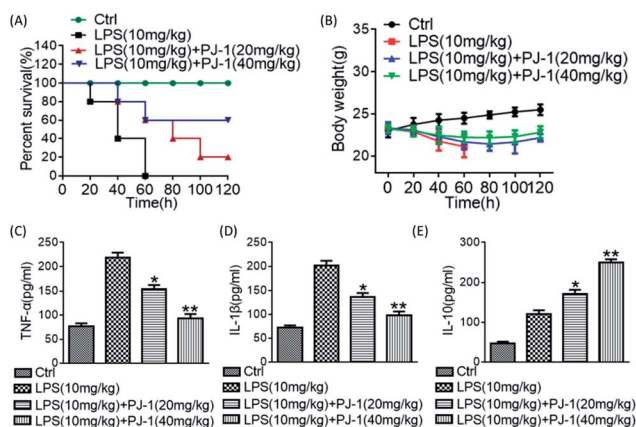 (A)
Ctrl
LPS(10mg/kg)
LPS(10mg/kg)+PJ-1(20mg/kg)
LPS(10mg/kg)+PJ-1(40mg/kg)
Percent survival(%)
140
120
100
80
60
40
20
0
0 20 40 60 80 100 120
Time(h)
(B)
Ctrl
LPS(10mg/kg)
LPS(10mg/kg)+PJ-1(20mg/kg)
LPS(10mg/kg)+PJ-1(40mg/kg)
Body weight(g)
35
30
25
20
0 20 40 60 80 100 120
Time(h)
(C)
TNF-α(pg/ml)
250
200
150
100
50
0
* **
Ctrl
LPS(10mg/kg)
LPS(10mg/kg)+PJ-1(20mg/kg)
LPS(10mg/kg)+PJ-1(40mg/kg)
(D)
IL-1β(pg/ml)
250
200
150
100
50
0
* **
Ctrl
LPS(10mg/kg)
LPS(10mg/kg)+PJ-1(20mg/kg)
LPS(10mg/kg)+PJ-1(40mg/kg)
(E)
IL-10(pg/ml)
300
200
100
0
* **
Ctrl
LPS(10mg/kg)
LPS(10mg/kg)+PJ-1(20mg/kg)
LPS(10mg/kg)+PJ-1(40mg/kg)